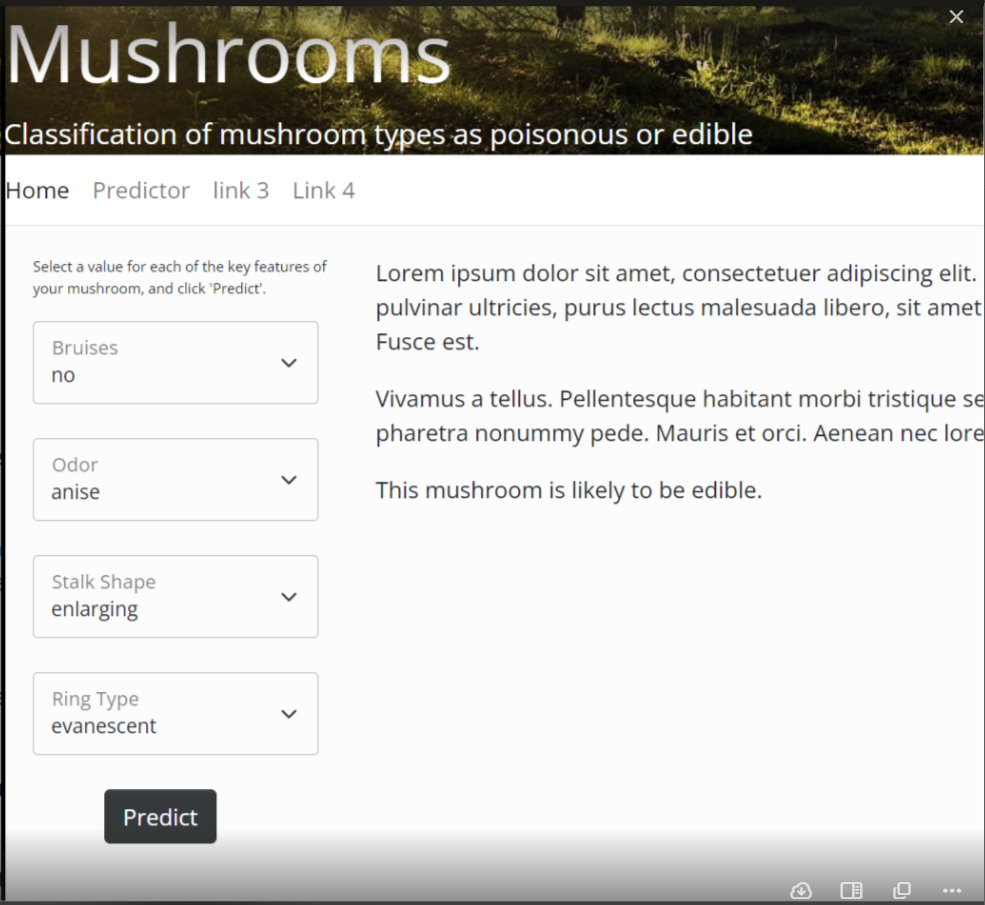 Mushrooms
Classification of mushroom types as poisonous or edible
Home Predictor link 3 Link 4
Select a value for each of the key features of
your mushroom, and click 'Predict'.
Bruises
no
Odor
anise
Stalk Shape
enlarging
Ring Type
evanescent
Predict
Lorem ipsum dolor sit amet, consectetuer adipiscing elit.
pulvinar ultricies, purus lectus malesuada libero, sit amet
Fusce est.
Vivamus a tellus. Pellentesque habitant morbi tristique se
pharetra nonummy pede. Mauris et orci. Aenean nec lore
This mushroom is likely to be edible.